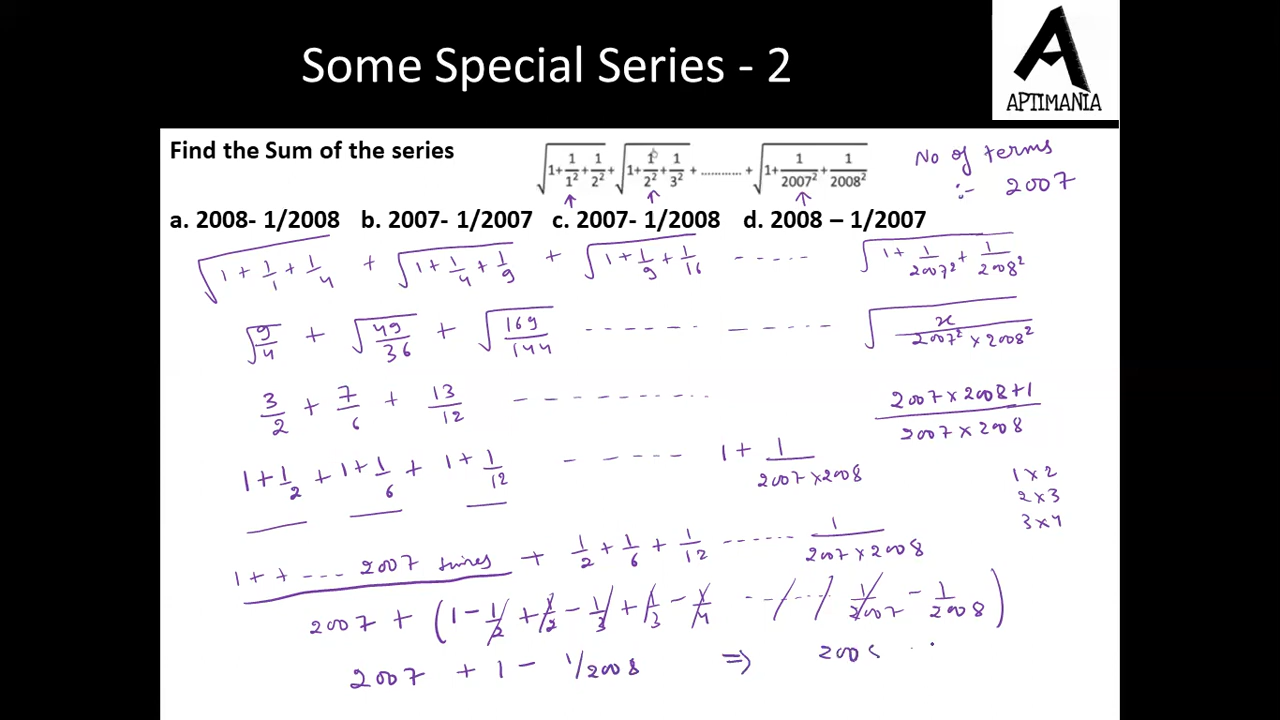 Some Special Series - 2
A
APTIMANIA
Find the Sum of the series √(1+1/1²+1/2²) + √(1+1/2²+1/3²) + ............ + √(1+1/2007²+1/2008²)
No of terms
:- 2007
a. 2008- 1/2008 b. 2007- 1/2007 c. 2007- 1/2008 d. 2008 – 1/2007
√(1+1/1+1/4) + √(1+1/4+1/9) + √(1+1/9+1/16) ----- √(1+1/2007²+1/2008²)
√(9/4) + √(49/36) + √(169/144) ------- ------- √(x/(2007²×2008²))
3/2 + 7/6 + 13/12 ---------- (2007×2008+1)/(2007×2008)
1+1/2 + 1+1/6 + 1+1/12 ------ 1+1/(2007×2008)
1×2
2×3
3×4
1+ + ---- 2007 times + 1/2+1/6+1/12 ------ 1/(2007×2008)
2007 + (1-1/2+1/2-1/3+1/3-1/4 ------ 1/2007 - 1/2008)
2007 + 1 - 1/2008 ⇒ 200